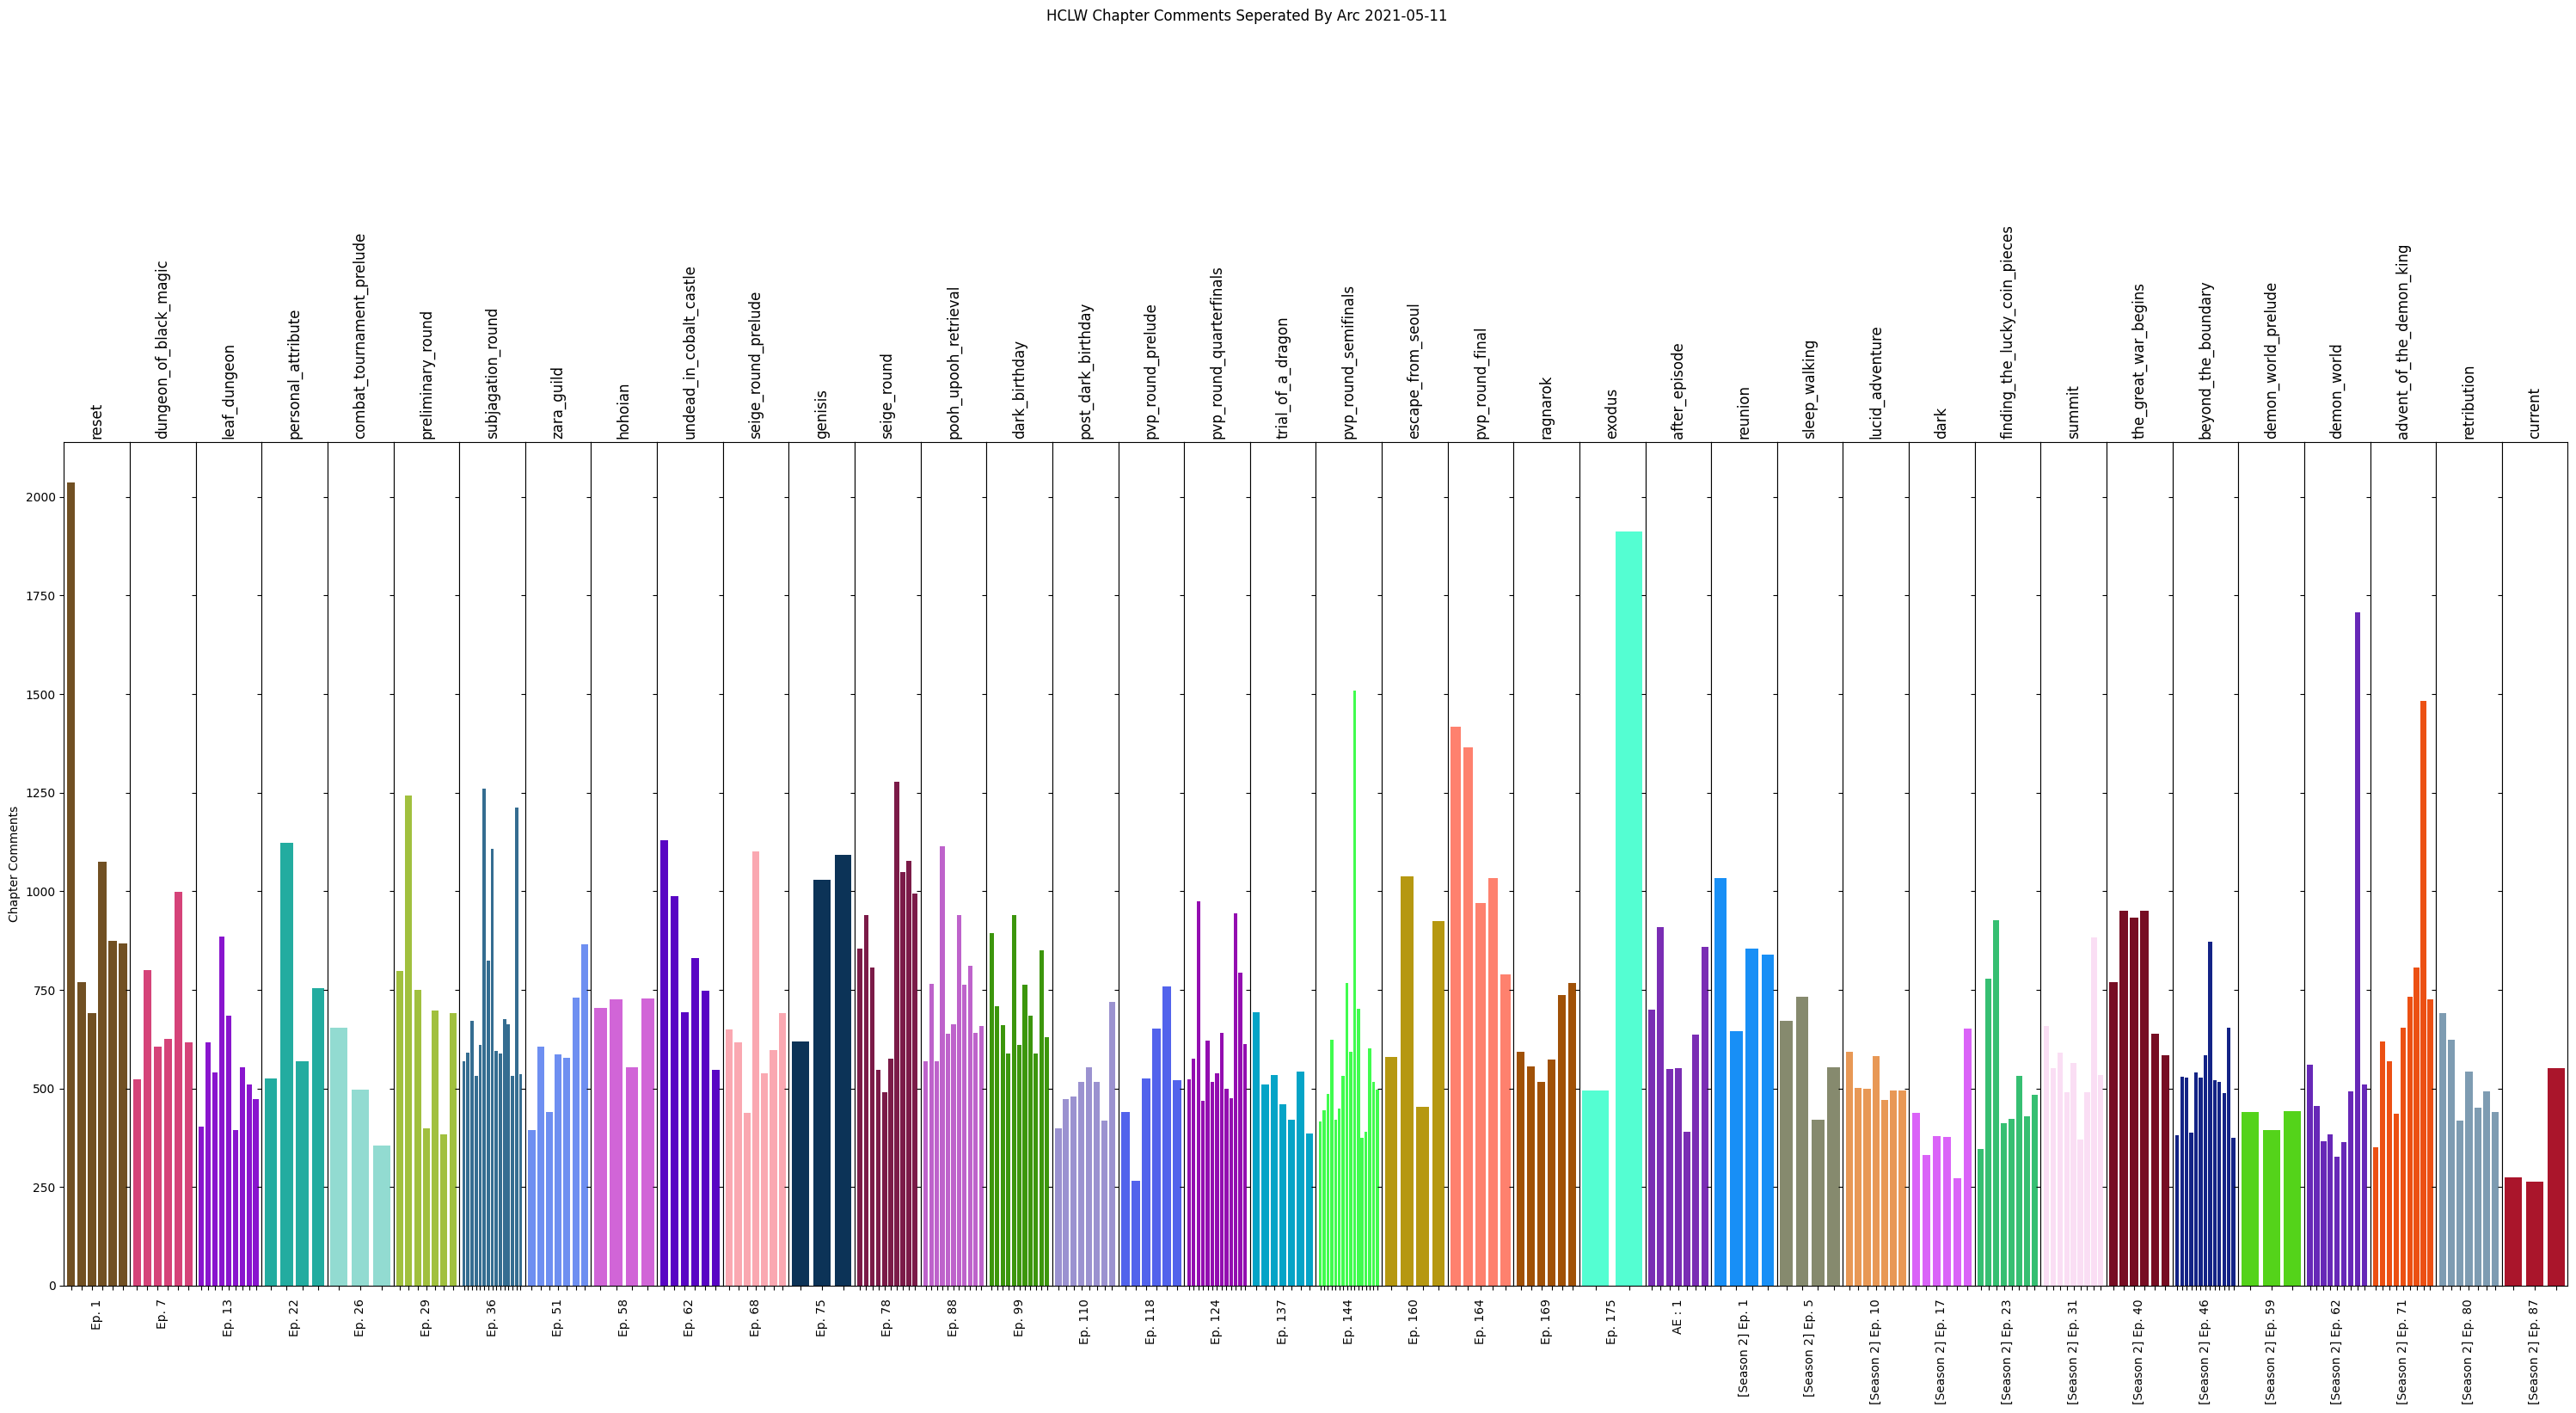 HCLW Chapter Comments Seperated By Arc 2021-05-11
reset
dungeon_of_black_magic
leaf_dungeon
personal_attribute
combat_tournament_prelude
preliminary_round
subjagation_round
zara_guild
hohoian
undead_in_cobalt_castle
seige_round_prelude
genisis
seige_round
pooh_upooh_retrieval
dark_birthday
post_dark_birthday
pvp_round_prelude
pvp_round_quarterfinals
trial_of_a_dragon
pvp_round_semifinals
escape_from_seoul
pvp_round_final
ragnarok
exodus
after_episode
reunion
sleep_walking
lucid_adventure
dark
finding_the_lucky_coin_pieces
summit
the_great_war_begins
beyond_the_boundary
demon_world_prelude
demon_world
advent_of_the_demon_king
retribution
current
Chapter Comments
2000
1750
1500
1250
1000
750
500
250
0
Ep. 1
Ep. 7
Ep. 13
Ep. 22
Ep. 26
Ep. 29
Ep. 36
Ep. 51
Ep. 58
Ep. 62
Ep. 68
Ep. 75
Ep. 78
Ep. 88
Ep. 99
Ep. 110
Ep. 118
Ep. 124
Ep. 137
Ep. 144
Ep. 160
Ep. 164
Ep. 169
Ep. 175
AE : 1
[Season 2] Ep. 1
[Season 2] Ep. 5
[Season 2] Ep. 10
[Season 2] Ep. 17
[Season 2] Ep. 23
[Season 2] Ep. 31
[Season 2] Ep. 40
[Season 2] Ep. 46
[Season 2] Ep. 59
[Season 2] Ep. 62
[Season 2] Ep. 71
[Season 2] Ep. 80
[Season 2] Ep. 87